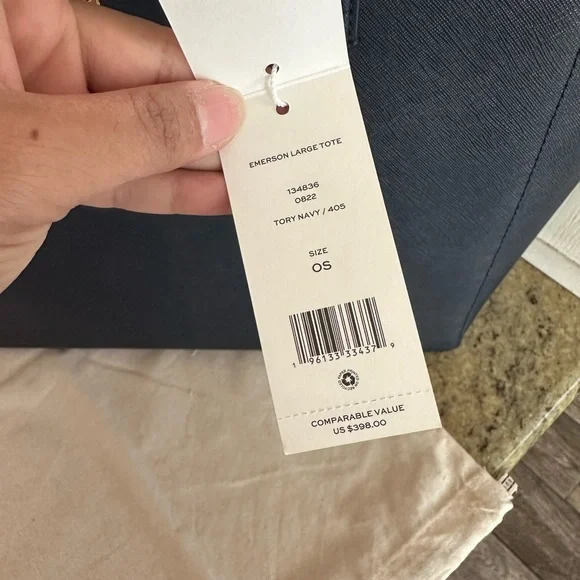 EMERSON LARGE TOTE
134836
0822
TORY NAVY / 405
SIZE
OS
1 96133 33437 9
COMPARABLE VALUE
US $398.00